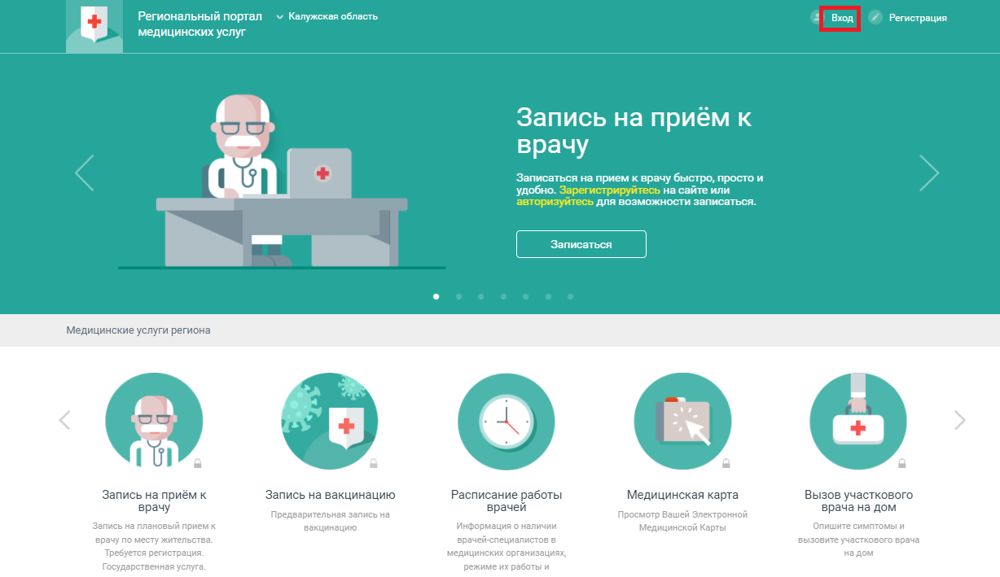 Региональный портал
медицинских услуг
Калужская область
Вход
Регистрация
Запись на приём к
врачу
Записаться на прием к врачу быстро, просто и
удобно. Зарегистрируйтесь на сайте или
авторизуйтесь для возможности записаться.
Записаться
Медицинские услуги региона
Запись на приём к
врачу
Запись на плановый прием к
врачу по месту жительства.
Требуется регистрация.
Государственная услуга.
Запись на вакцинацию
Предварительная запись на
вакцинацию
Расписание работы
врачей
Информация о наличии
врачей-специалистов в
медицинских организациях,
режиме их работы и
Медицинская карта
Просмотр Вашей Электронной
Медицинской Карты
Вызов участкового
врача на дом
Опишите симптомы и
вызовите участкового врача
на дом